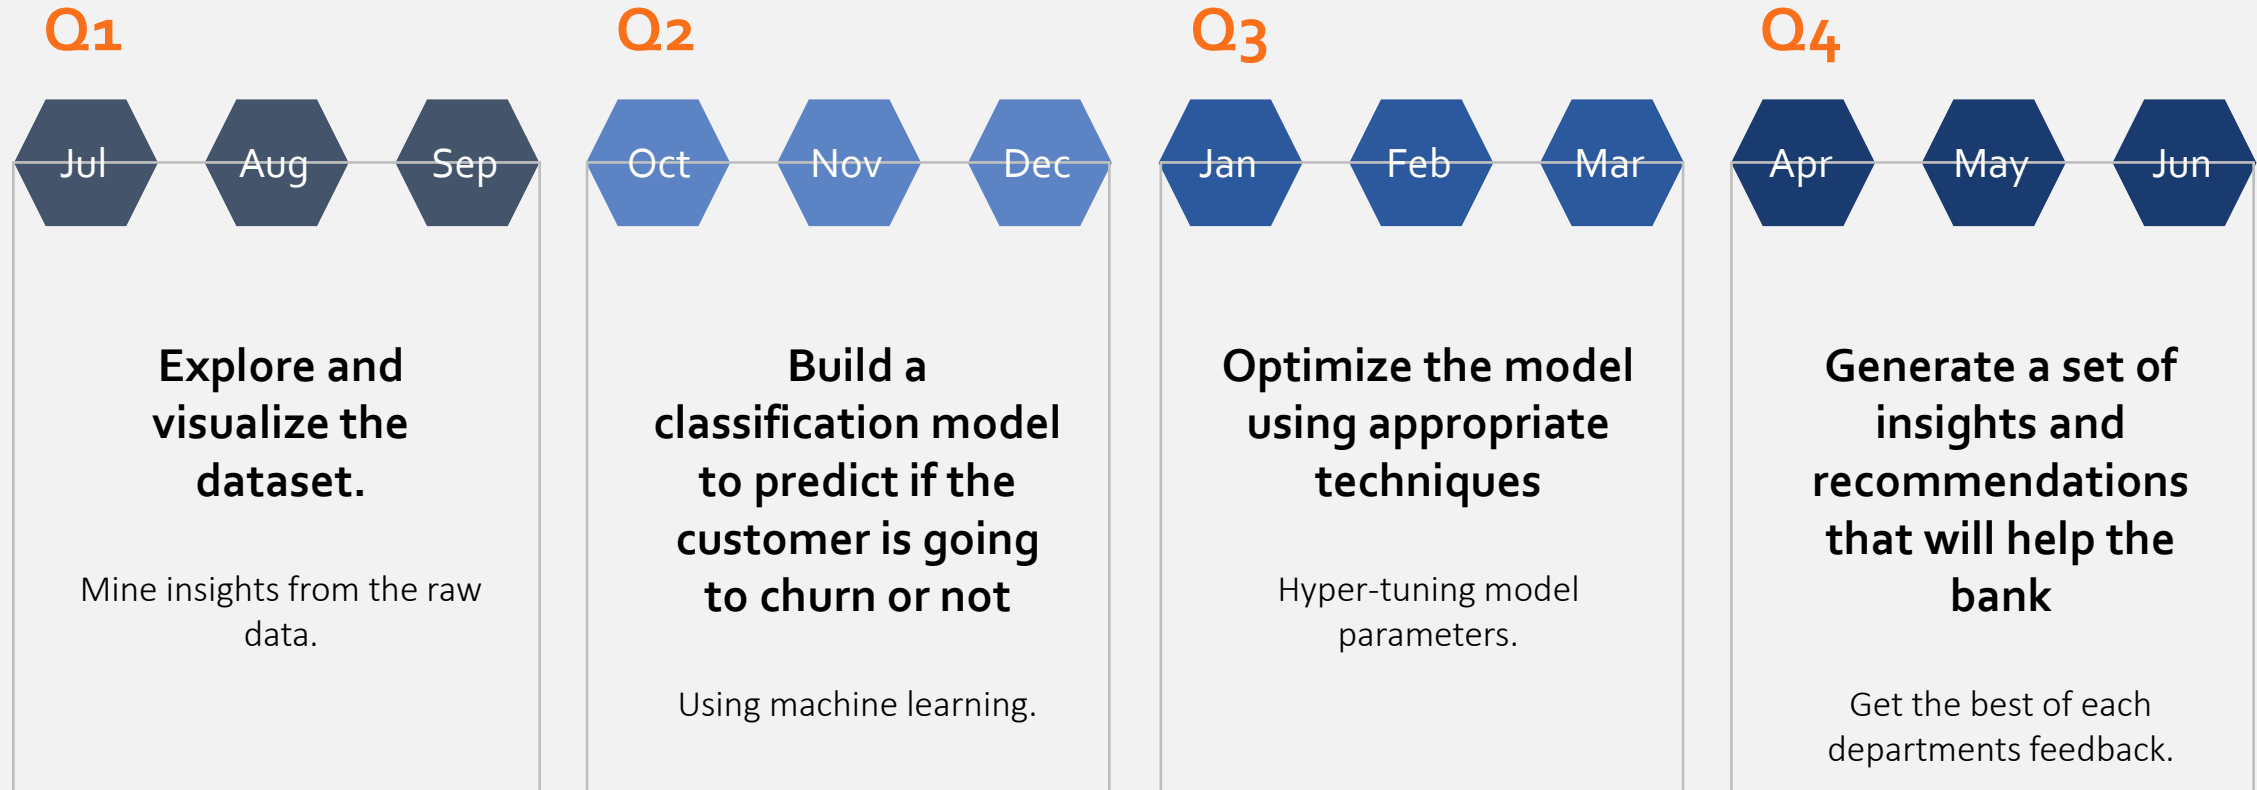 Q1
Jul
Aug
Sep
Explore and
visualize the
dataset.
Mine insights from the raw
data.
Q2
Oct
Nov
Dec
Build a
classification model
to predict if the
customer is going
to churn or not
Using machine learning.
Q3
Jan
Feb
Mar
Optimize the model
using appropriate
techniques
Hyper-tuning model
parameters.
Q4
Apr
May
Jun
Generate a set of
insights and
recommendations
that will help the
bank
Get the best of each
departments feedback.